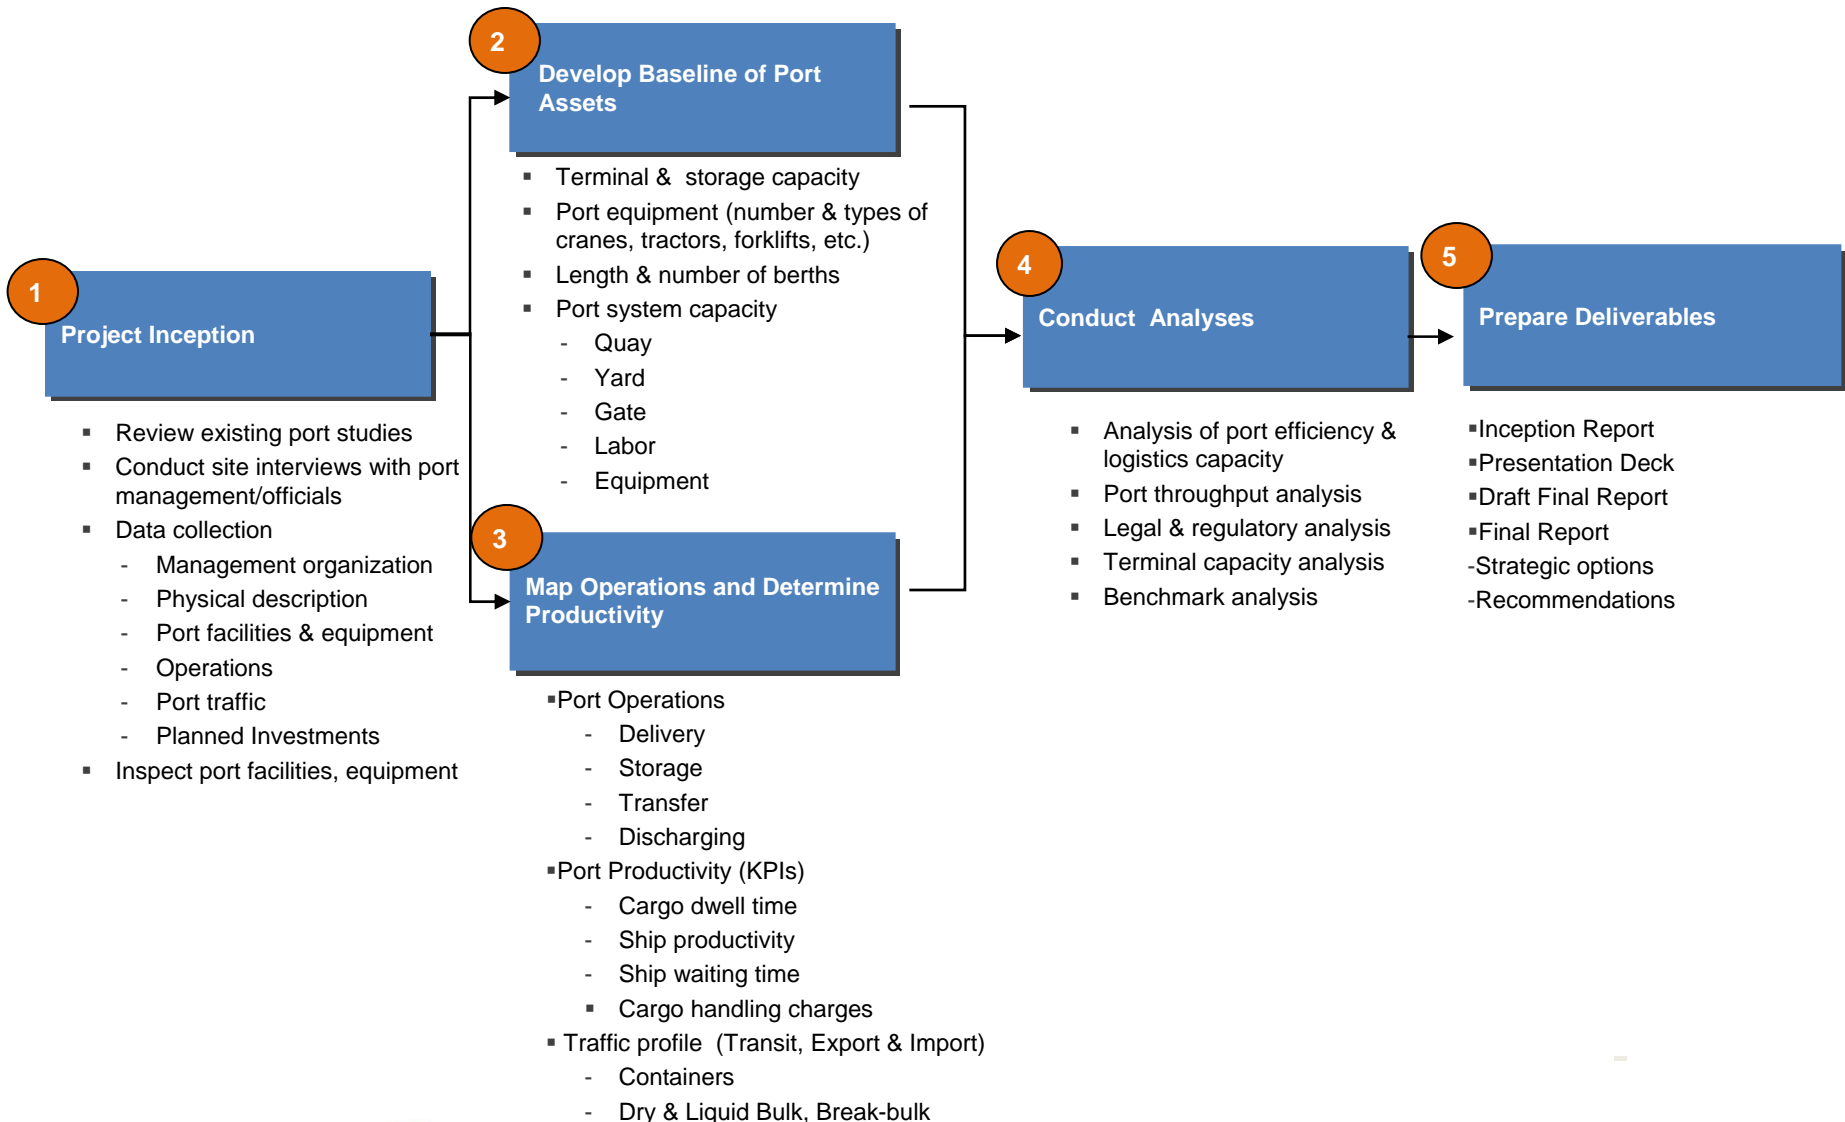 1
Project Inception
▪ Review existing port studies
▪ Conduct site interviews with port
management/officials
▪ Data collection
- Management organization
- Physical description
- Port facilities & equipment
- Operations
- Port traffic
- Planned Investments
▪ Inspect port facilities, equipment
2
Develop Baseline of Port
Assets
▪ Terminal & storage capacity
▪ Port equipment (number & types of
cranes, tractors, forklifts, etc.)
▪ Length & number of berths
▪ Port system capacity
- Quay
- Yard
- Gate
- Labor
- Equipment
3
Map Operations and Determine
Productivity
▪Port Operations
- Delivery
- Storage
- Transfer
- Discharging
▪Port Productivity (KPIs)
- Cargo dwell time
- Ship productivity
- Ship waiting time
▪ Cargo handling charges
▪ Traffic profile (Transit, Export & Import)
- Containers
- Dry & Liquid Bulk, Break-bulk
4
Conduct Analyses
▪ Analysis of port efficiency &
logistics capacity
▪ Port throughput analysis
▪ Legal & regulatory analysis
▪ Terminal capacity analysis
▪ Benchmark analysis
5
Prepare Deliverables
▪Inception Report
▪Presentation Deck
▪Draft Final Report
▪Final Report
-Strategic options
-Recommendations